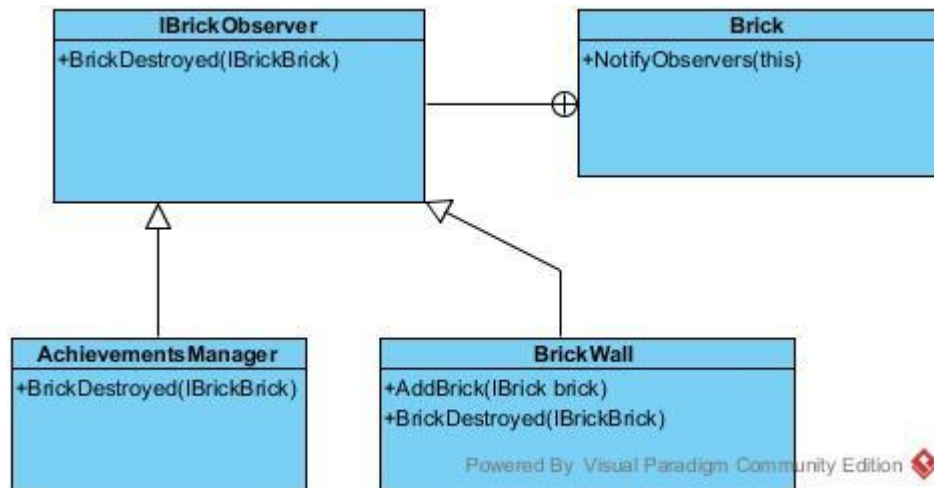 IBrickObserver
+BrickDestroyed(IBrickBrick)
Brick
+NotifyObservers(this)
AchievementsManager
+BrickDestroyed(IBrickBrick)
BrickWall
+AddBrick(IBrick brick)
+BrickDestroyed(IBrickBrick)
Powered By Visual Paradigm Community Edition